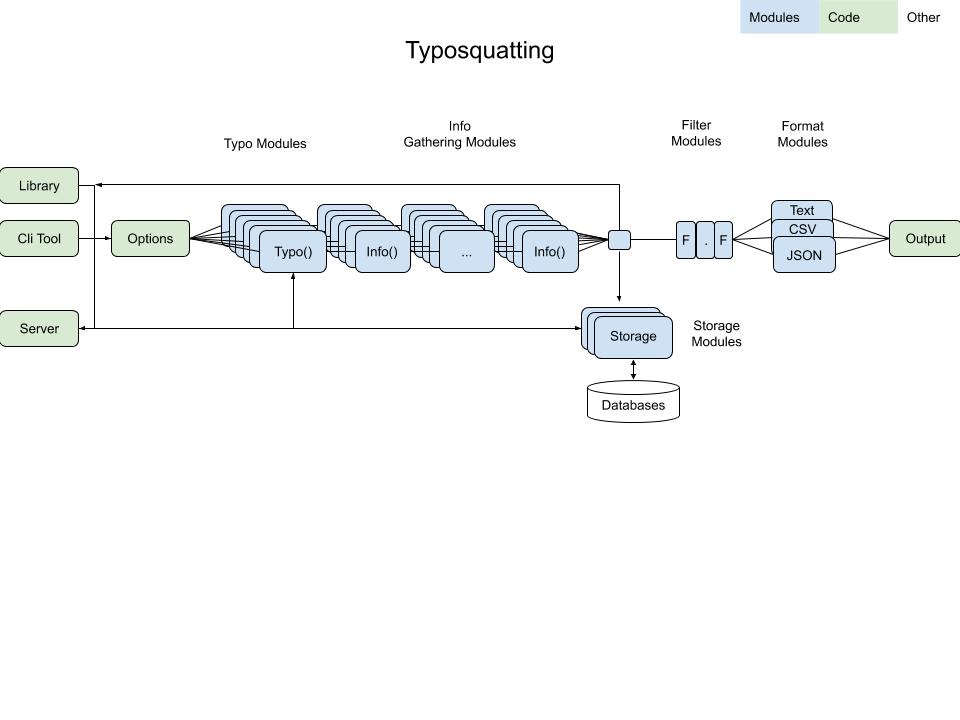 Modules
Code
Other
Typosquatting
Typo Modules
Info
Gathering Modules
Filter
Modules
Format
Modules
Library
Cli Tool
Options
Typo()
Info()
...
Info()
F
.
F
Text
CSV
JSON
Output
Server
Storage
Storage
Modules
Databases